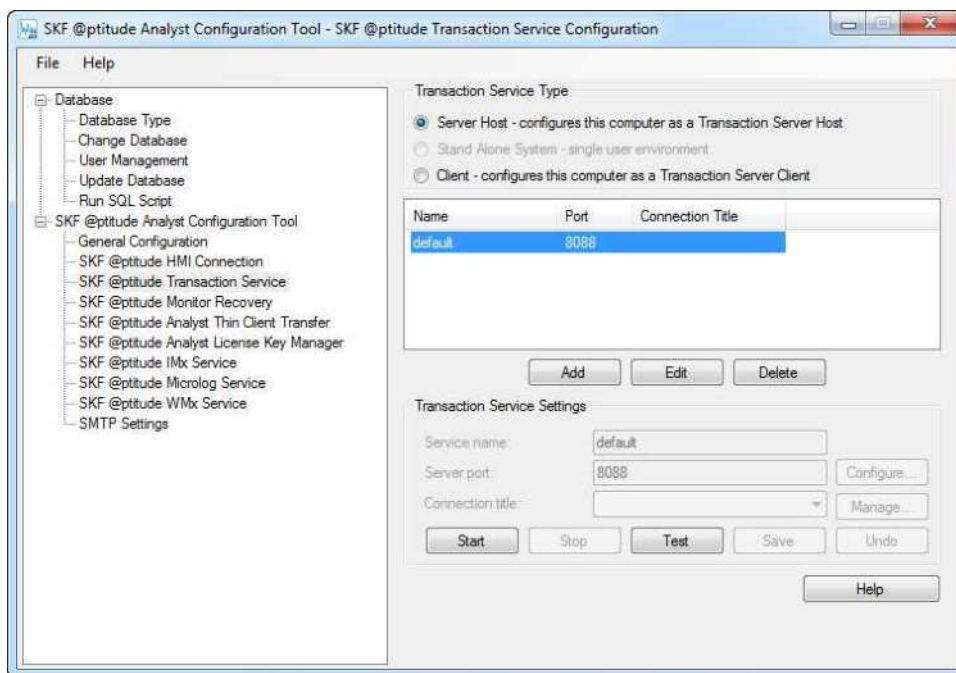 SKF @ptitude Analyst Configuration Tool - SKF @ptitude Transaction Service Configuration
File Help
Database
Database Type
Change Database
User Management
Update Database
Run SQL Script
SKF @ptitude Analyst Configuration Tool
General Configuration
SKF @ptitude HMI Connection
SKF @ptitude Transaction Service
SKF @ptitude Monitor Recovery
SKF @ptitude Analyst Thin Client Transfer
SKF @ptitude Analyst License Key Manager
SKF @ptitude IMx Service
SKF @ptitude Microlog Service
SKF @ptitude WMx Service
SMTP Settings
Transaction Service Type
Server Host - configures this computer as a Transaction Server Host
Stand Alone System - single user environment
Client - configures this computer as a Transaction Server Client
Name Port Connection Title
default 8088
Add Edit Delete
Transaction Service Settings
Service name: default
Server port: 8088 Configure...
Connection title: Manage...
Start Stop Test Save Undo
Help